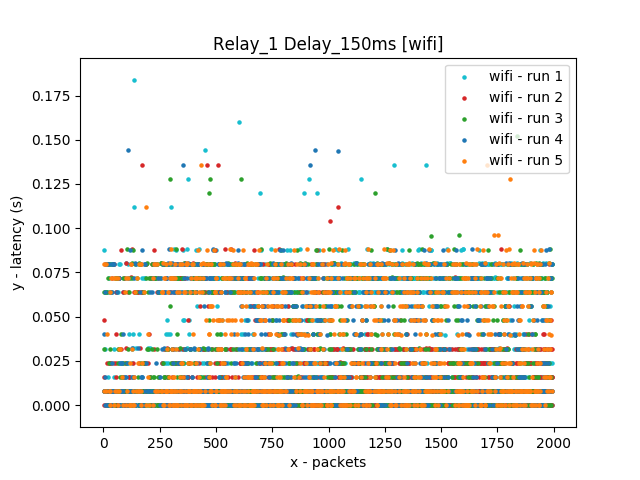 Relay_1 Delay_150ms [wifi]
y - latency (s)
0.175
0.150
0.125
0.100
0.075
0.050
0.025
0.000
wifi - run 1
wifi - run 2
wifi - run 3
wifi - run 4
wifi - run 5
0 250 500 750 1000 1250 1500 1750 2000
x - packets